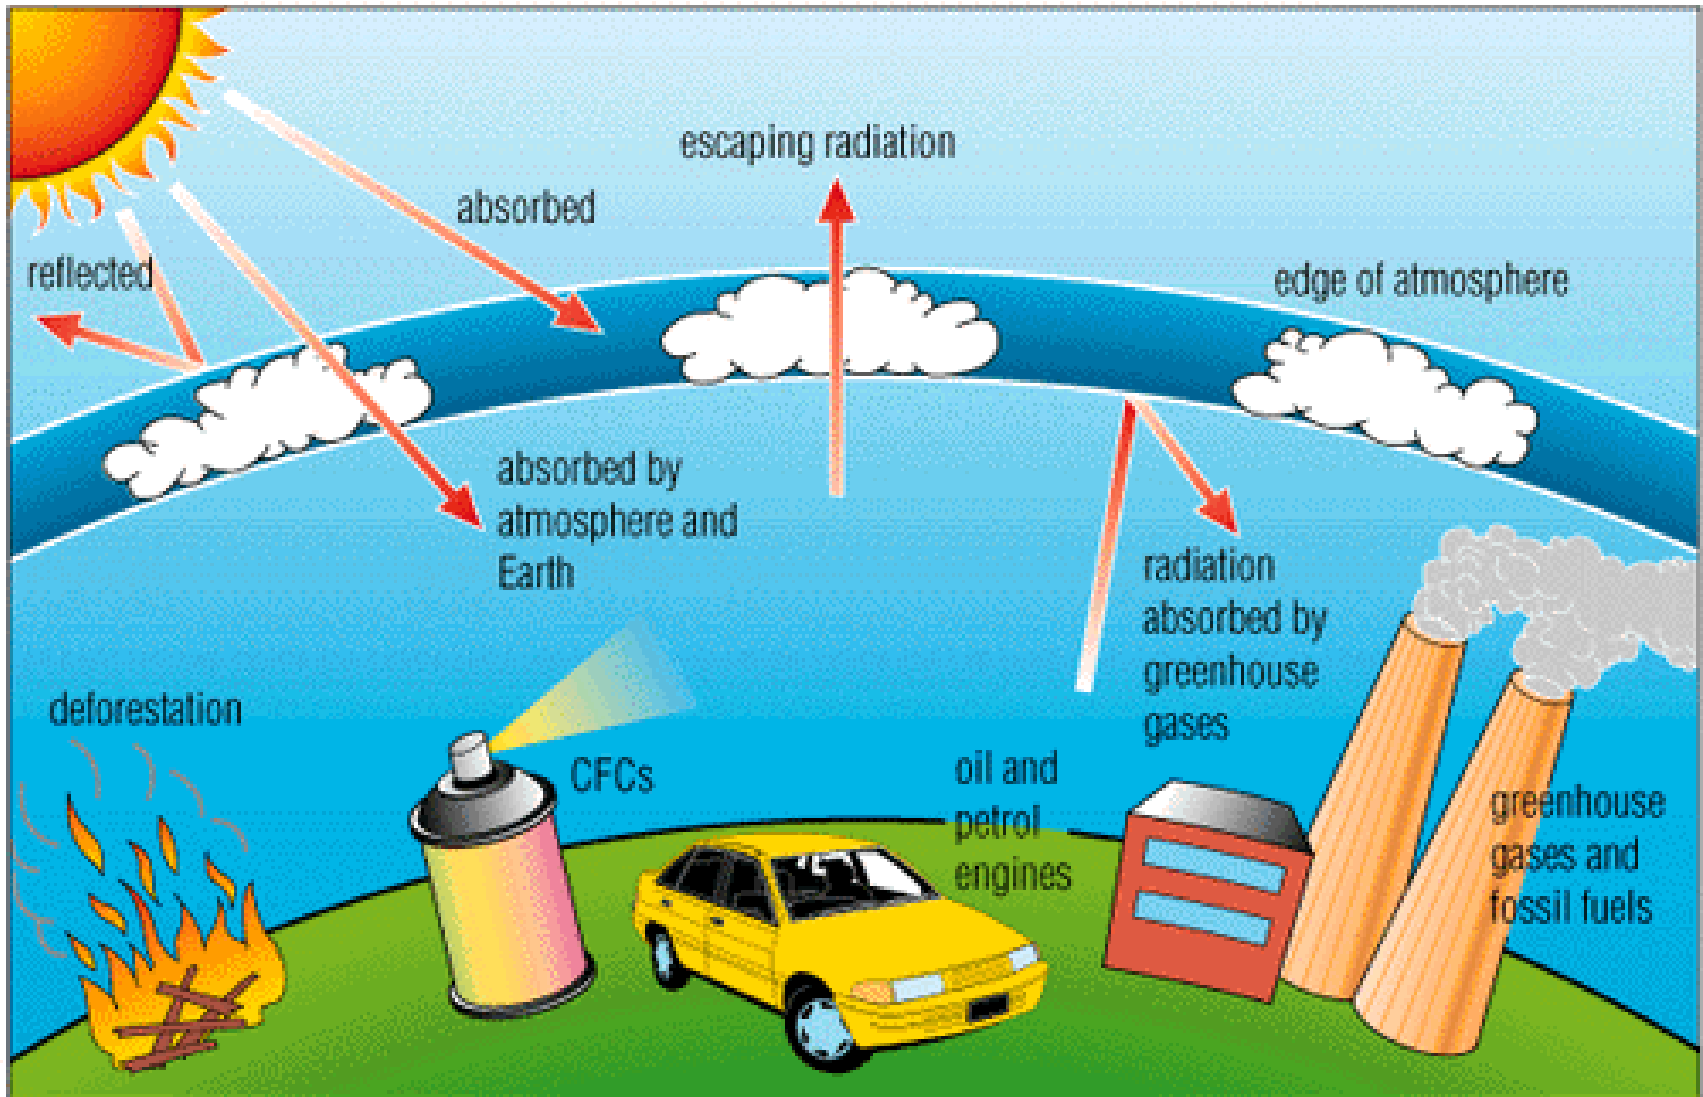 escaping radiation
absorbed
reflected
edge of atmosphere
absorbed by
atmosphere and
Earth
radiation
absorbed by
greenhouse
gases
deforestation
CFCs
oil and
petrol
engines
greenhouse
gases and
fossil fuels